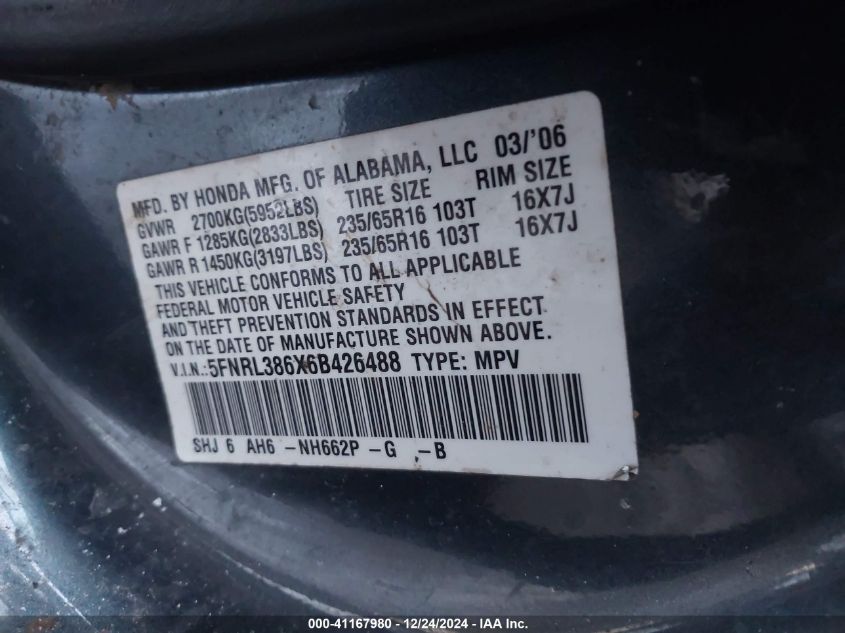 MFD. BY HONDA MFG. OF ALABAMA, LLC 03/'06
GVWR 2700KG(5952LBS) TIRE SIZE RIM SIZE
GAWR F 1285KG(2833LBS) 235/65R16 103T 16X7J
GAWR R 1450KG(3197LBS) 235/65R16 103T 16X7J
THIS VEHICLE CONFORMS TO ALL APPLICABLE
FEDERAL MOTOR VEHICLE SAFETY
AND THEFT PREVENTION STANDARDS IN EFFECT
ON THE DATE OF MANUFACTURE SHOWN ABOVE.
V.I.N.: 5FNRL386X6B426488 TYPE: MPV
SHJ 6 AH6 -NH662P -G ,-B
000-41167980 - 12/24/2024 - IAAI.com